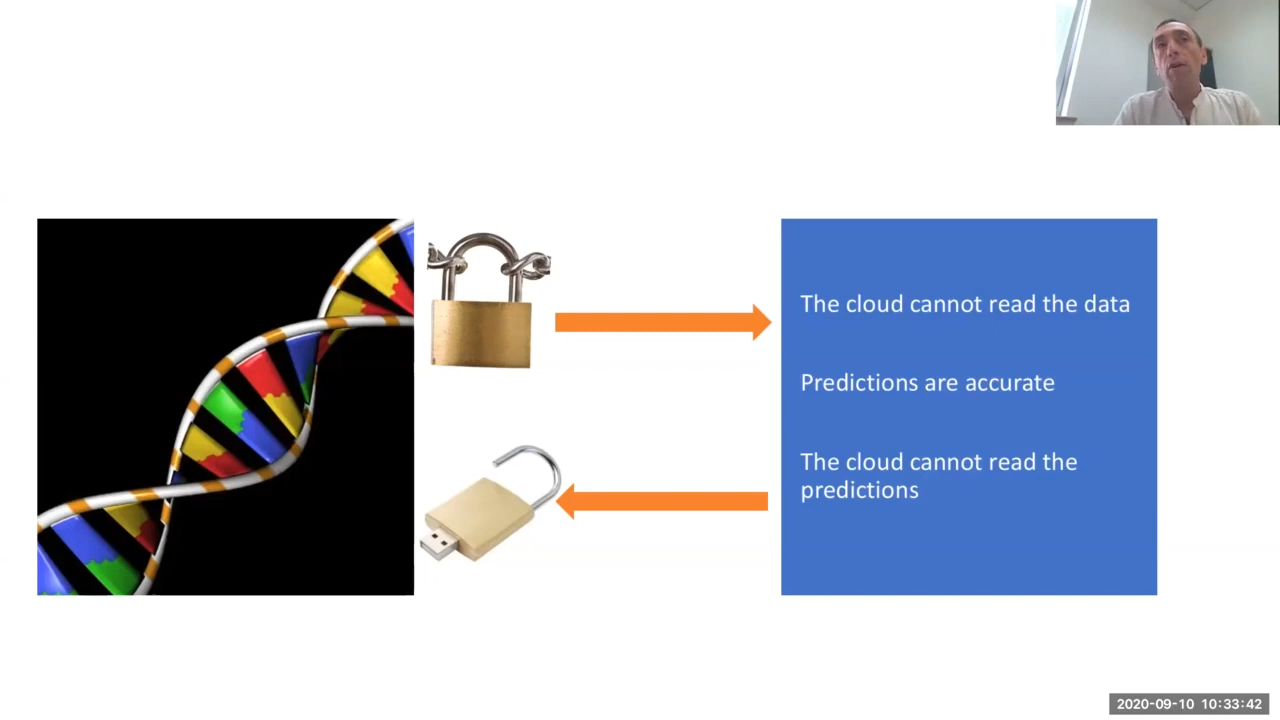 The cloud cannot read the data
Predictions are accurate
The cloud cannot read the
predictions
2020-09-10 10:33:42